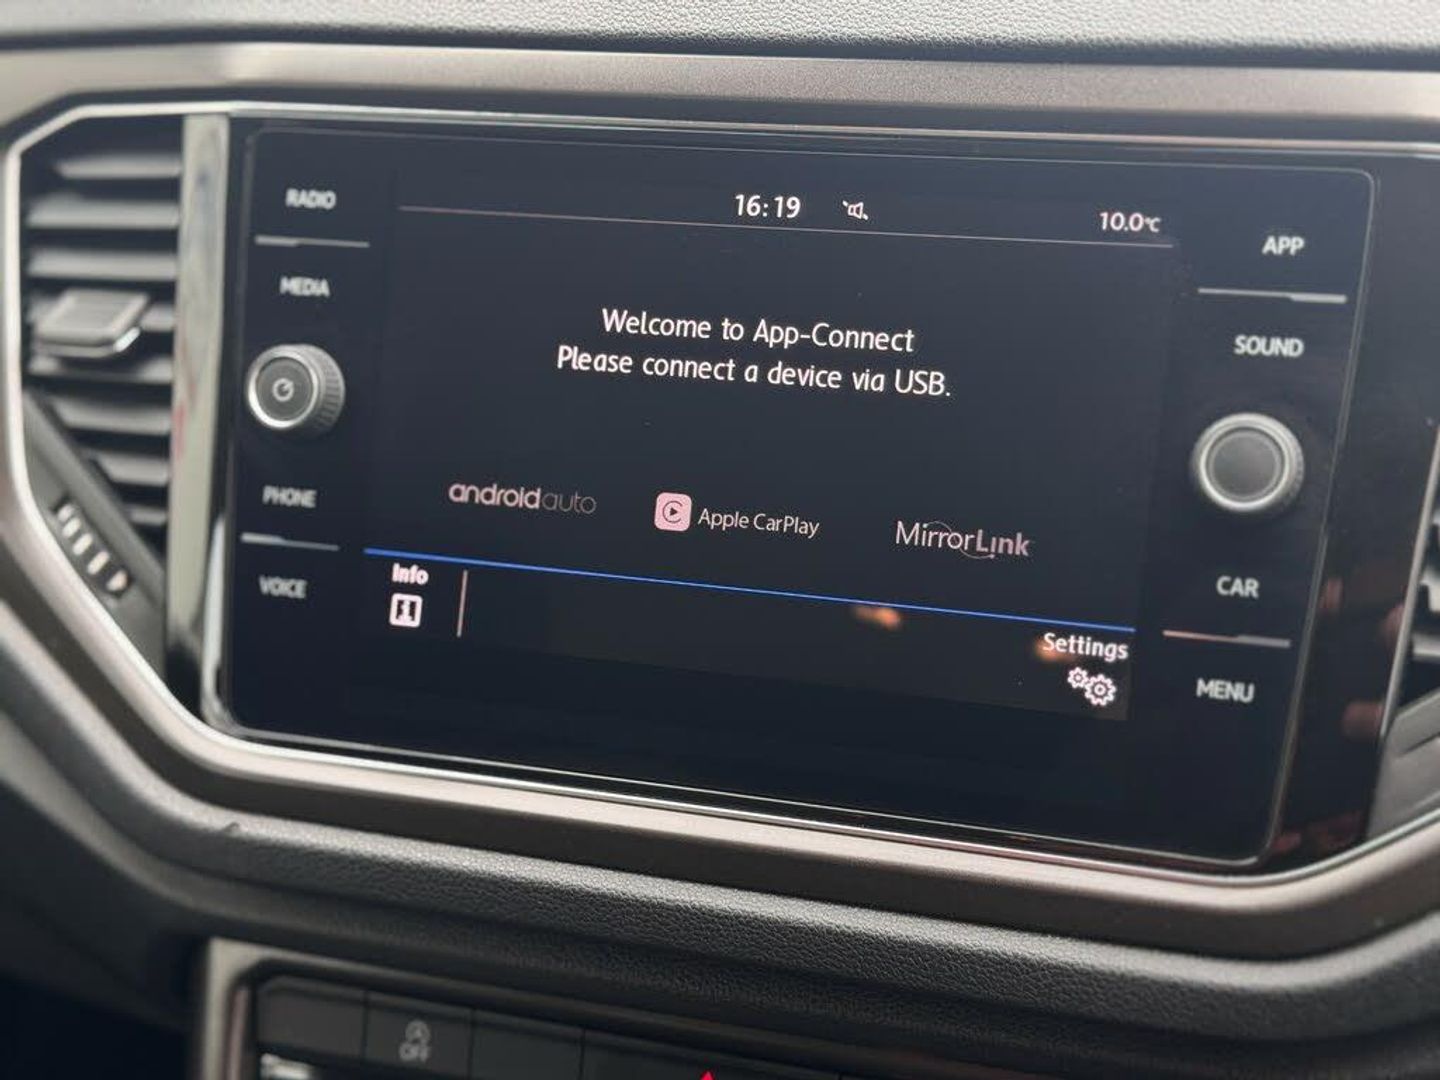 16:19
10.0°C
RADIO
MEDIA
PHONE
VOICE
Welcome to App-Connect
Please connect a device via USB.
androidauto
Apple CarPlay
MirrorLink
Info
Settings
APP
SOUND
CAR
MENU
A
OFF